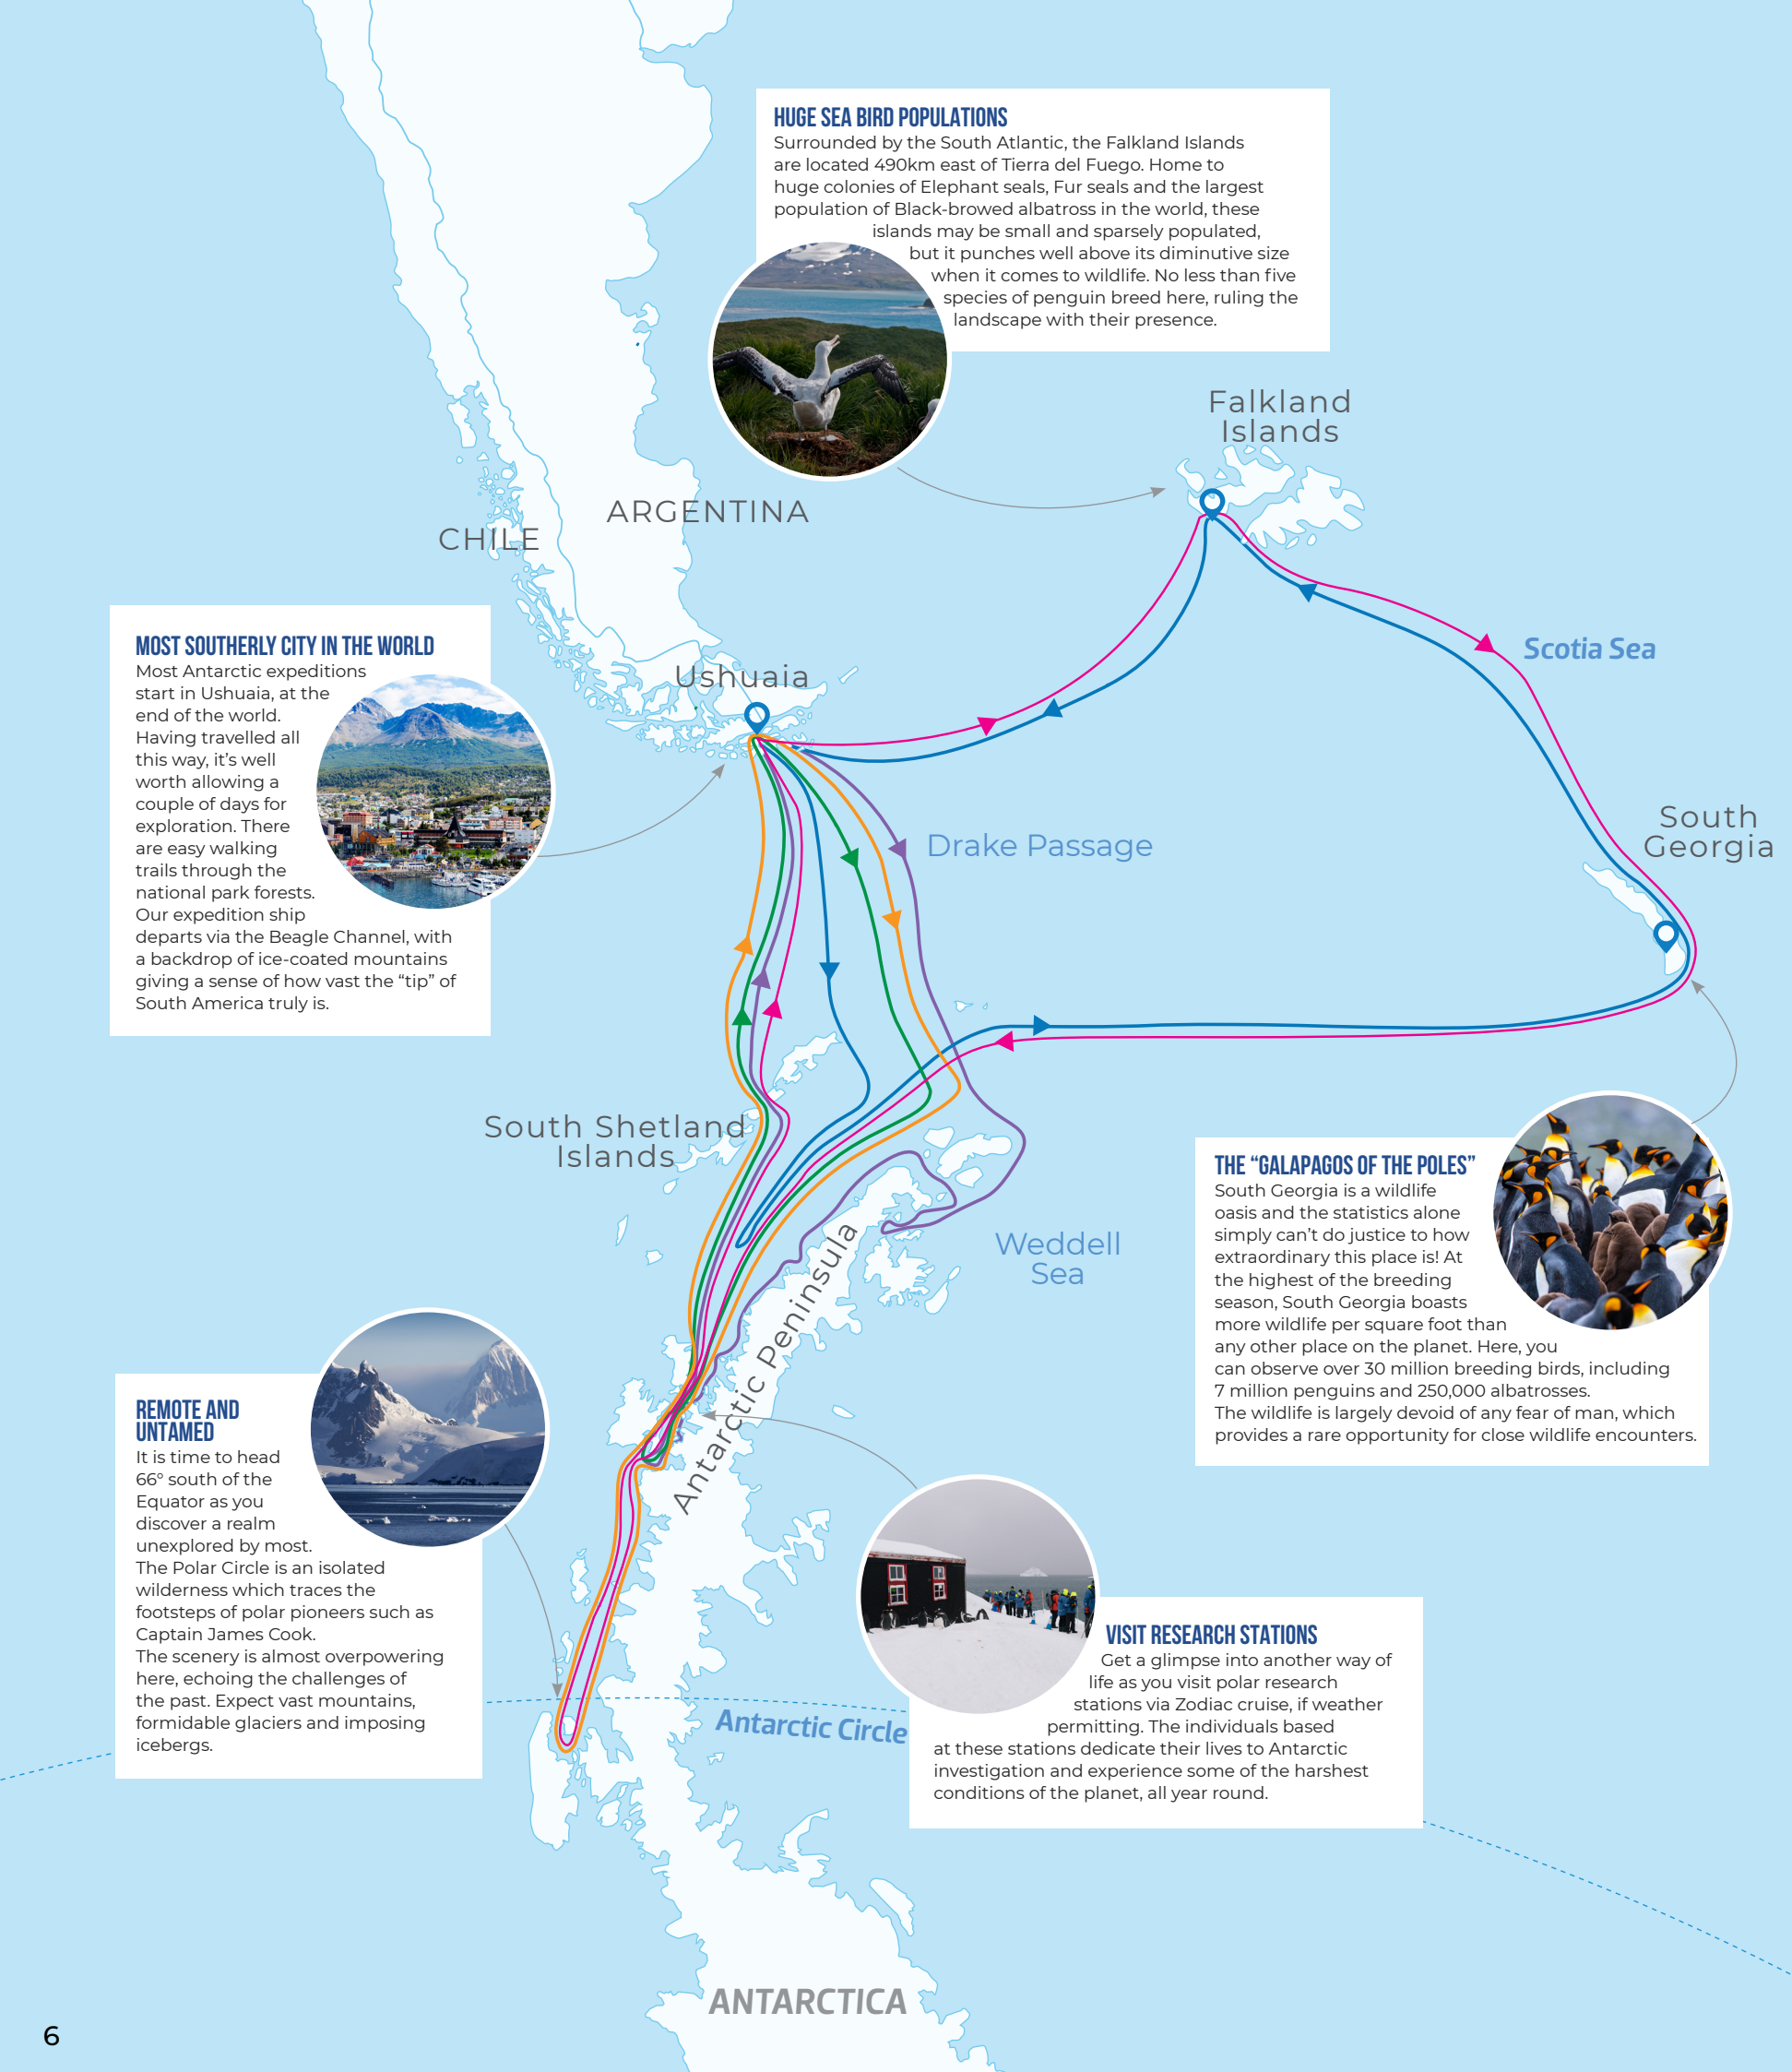 HUGE SEA BIRD POPULATIONS
Surrounded by the South Atlantic, the Falkland Islands
are located 490km east of Tierra del Fuego. Home to
huge colonies of Elephant seals, Fur seals and the largest
population of Black-browed albatross in the world, these
islands may be small and sparsely populated,
but it punches well above its diminutive size
when it comes to wildlife. No less than five
species of penguin breed here, ruling the
landscape with their presence.
Falkland
Islands
ARGENTINA
CHILE
MOST SOUTHERLY CITY IN THE WORLD
Most Antarctic expeditions
start in Ushuaia, at the
end of the world.
Having travelled all
this way, it’s well
worth allowing a
couple of days for
exploration. There
are easy walking
trails through the
national park forests.
Our expedition ship
departs via the Beagle Channel, with
a backdrop of ice-coated mountains
giving a sense of how vast the “tip” of
South America truly is.
Ushuaia
Scotia Sea
Drake Passage
South
Georgia
South Shetland
Islands
THE “GALAPAGOS OF THE POLES”
South Georgia is a wildlife
oasis and the statistics alone
simply can’t do justice to how
extraordinary this place is! At
the highest of the breeding
season, South Georgia boasts
more wildlife per square foot than
any other place on the planet. Here, you
can observe over 30 million breeding birds, including
7 million penguins and 250,000 albatrosses.
The wildlife is largely devoid of any fear of man, which
provides a rare opportunity for close wildlife encounters.
Weddell
Sea
Antarctic Peninsula
REMOTE AND
UNTAMED
It is time to head
66° south of the
Equator as you
discover a realm
unexplored by most.
The Polar Circle is an isolated
wilderness which traces the
footsteps of polar pioneers such as
Captain James Cook.
The scenery is almost overpowering
here, echoing the challenges of
the past. Expect vast mountains,
formidable glaciers and imposing
icebergs.
VISIT RESEARCH STATIONS
Get a glimpse into another way of
life as you visit polar research
stations via Zodiac cruise, if weather
permitting. The individuals based
at these stations dedicate their lives to Antarctic
investigation and experience some of the harshest
conditions of the planet, all year round.
Antarctic Circle
ANTARCTICA
6